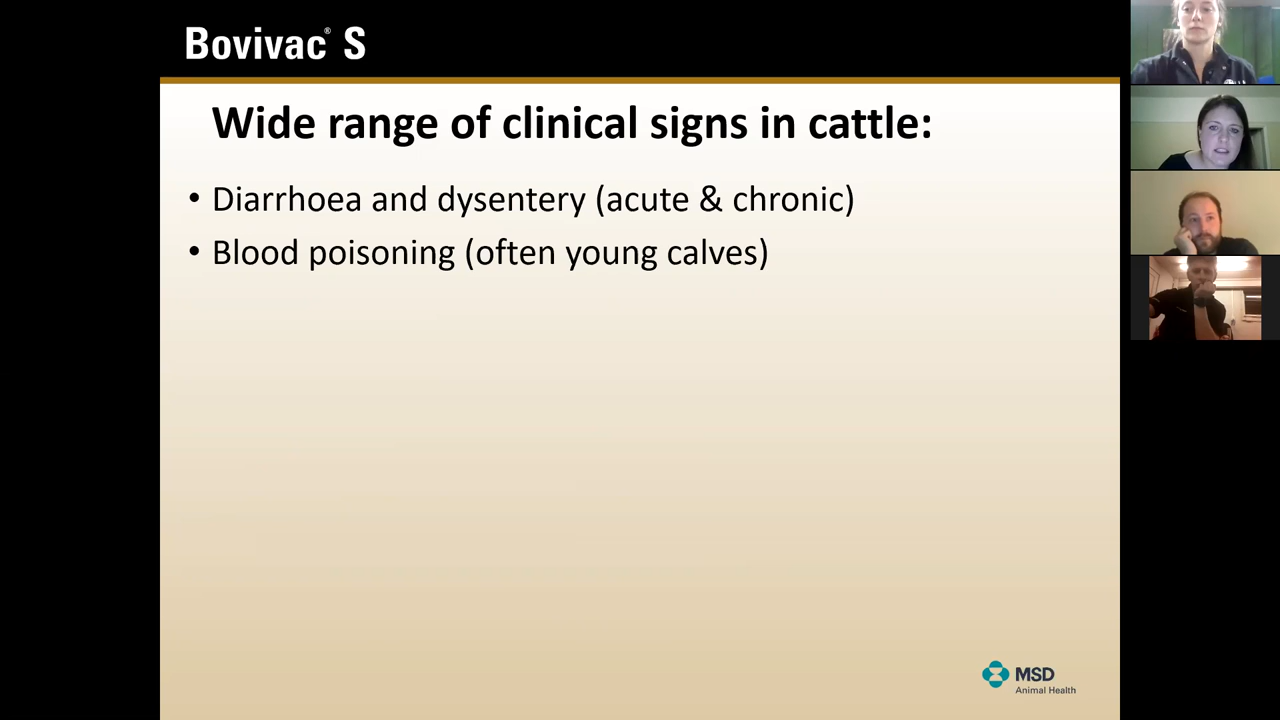 Bovivac® S
Wide range of clinical signs in cattle:
• Diarrhoea and dysentery (acute & chronic)
• Blood poisoning (often young calves)
MSD
Animal Health